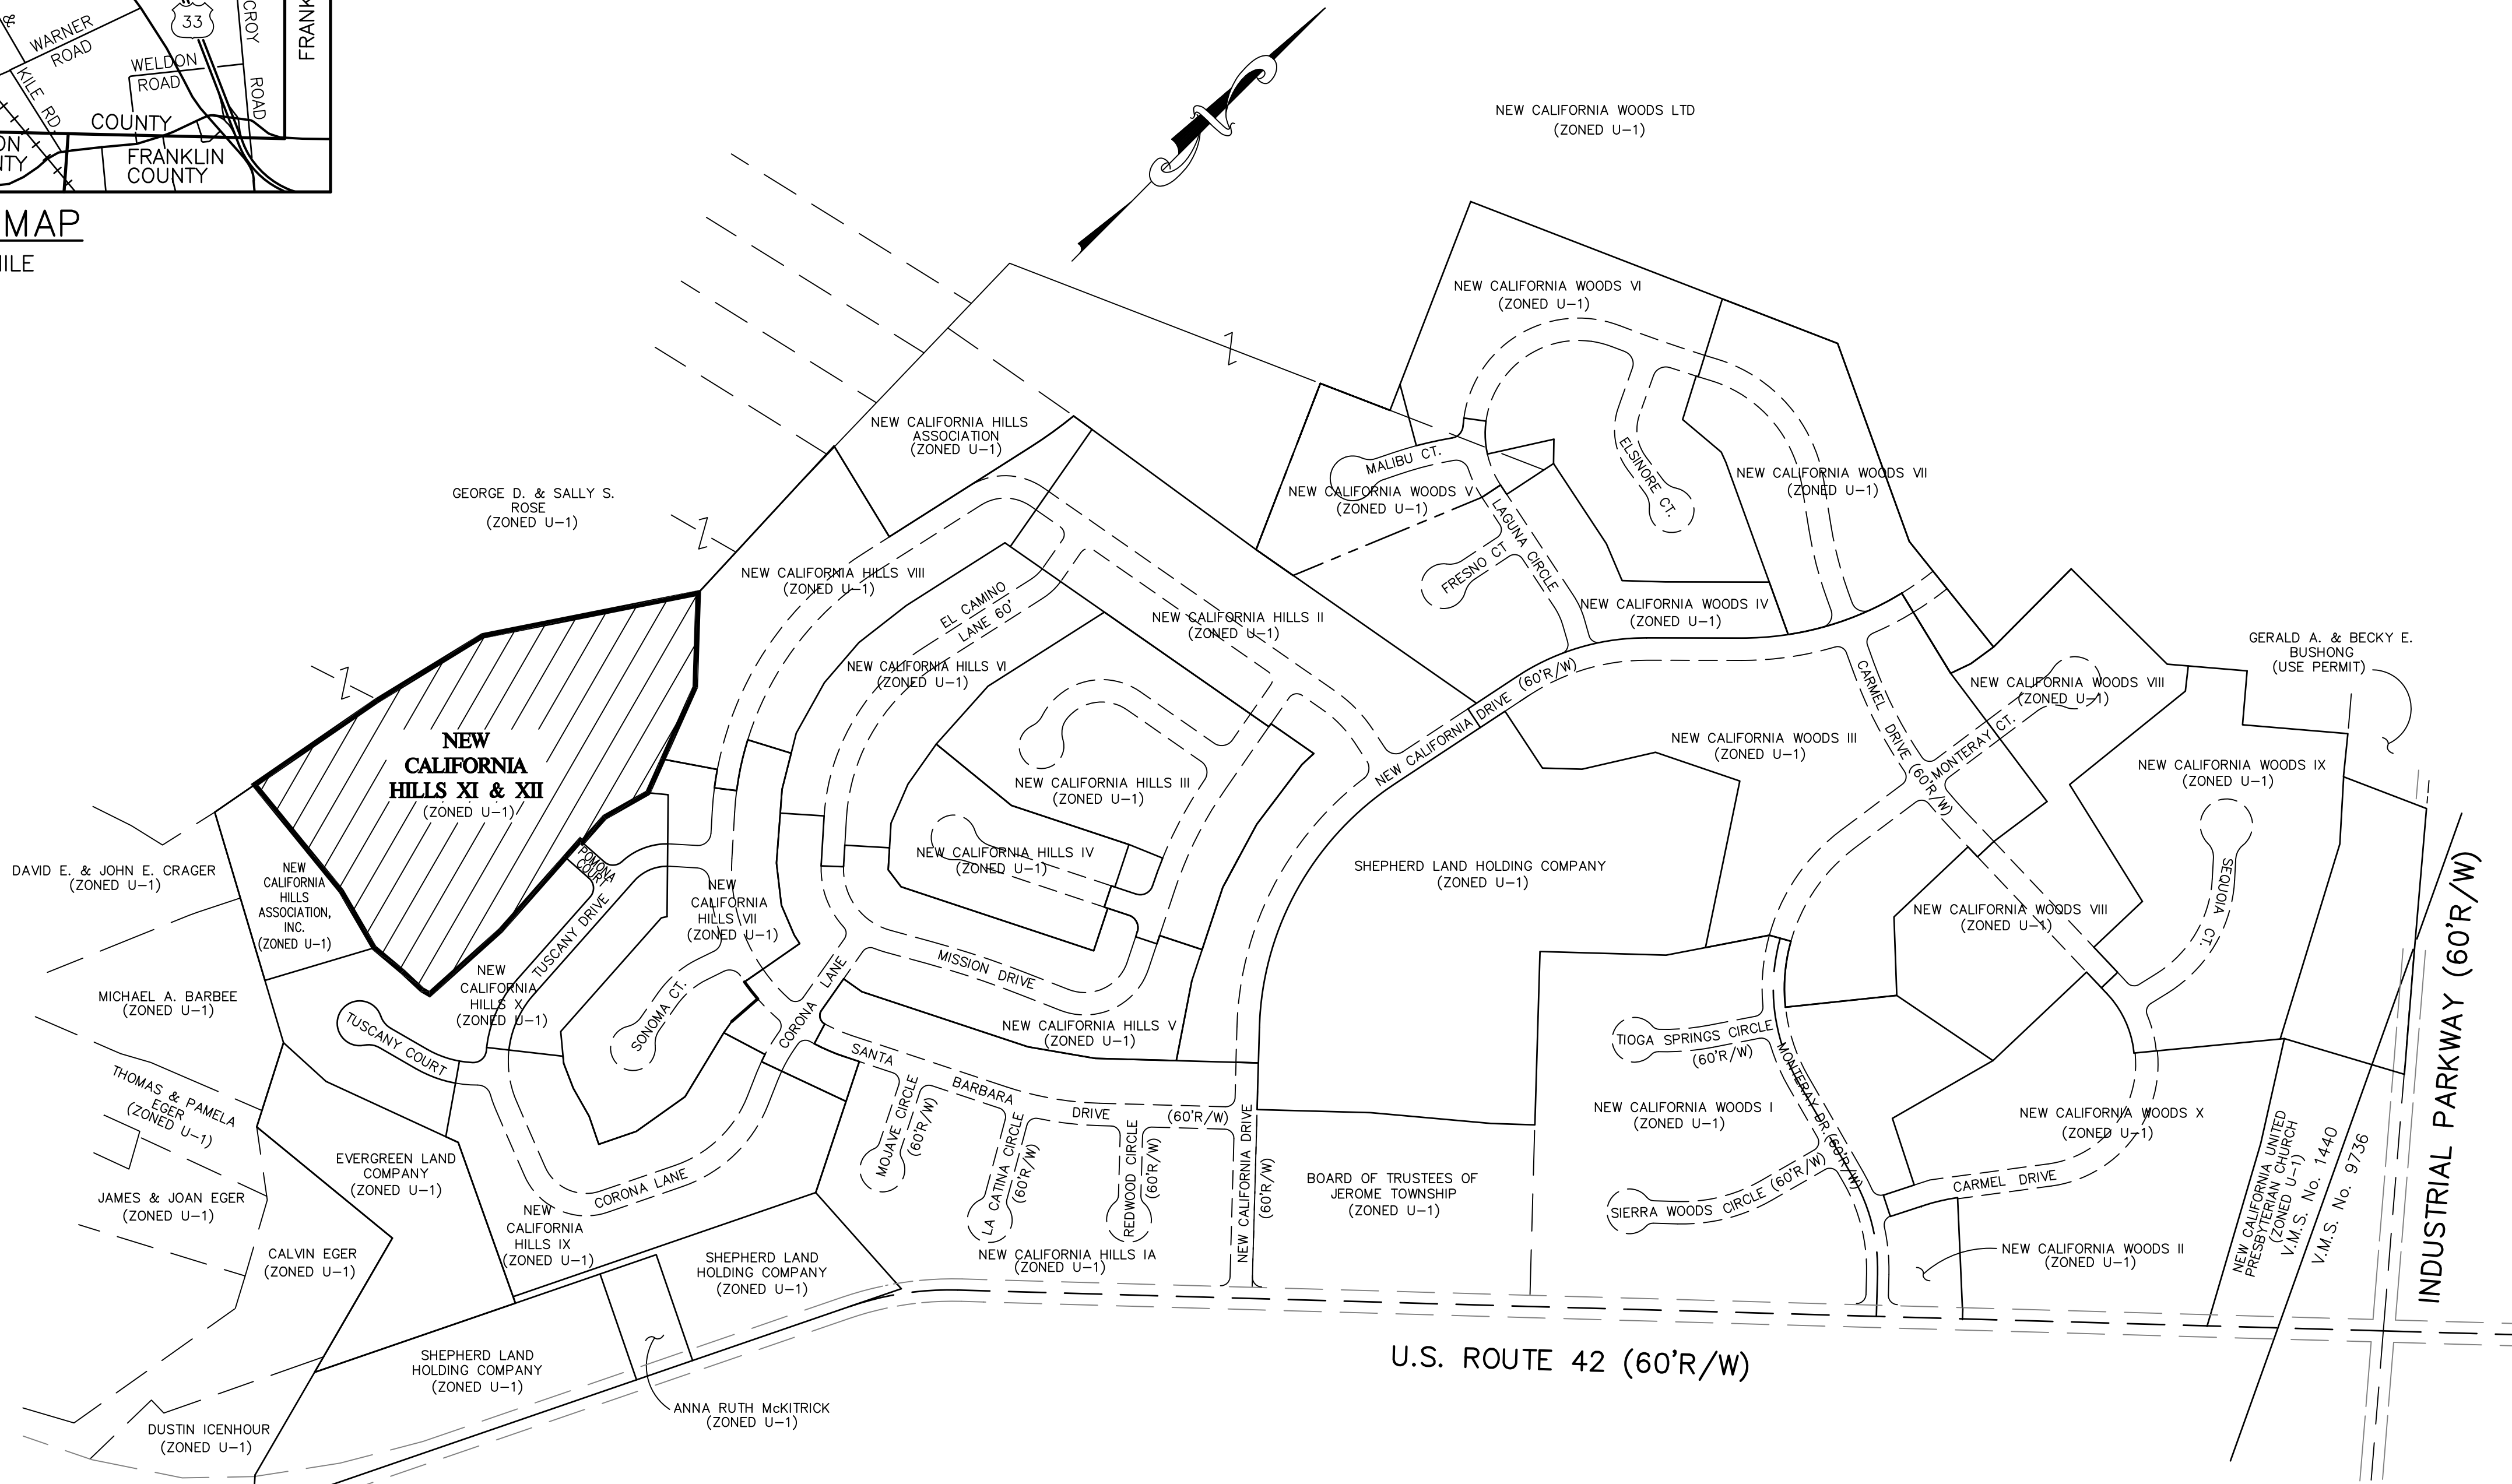 &
WARNER
ROAD
33
CROY
ROAD
FRANK
WELDON
ROAD
KILE RD
COUNTY
ON
NTY
FRANKLIN
COUNTY
MAP
MILE
NEW CALIFORNIA WOODS LTD
(ZONED U-1)
NEW CALIFORNIA WOODS VI
(ZONED U-1)
NEW CALIFORNIA HILLS
ASSOCIATION
(ZONED U-1)
MALIBU CT.
ELSINORE CT.
NEW CALIFORNIA WOODS V
(ZONED U-1)
NEW CALIFORNIA WOODS VII
(ZONED U-1)
GEORGE D. & SALLY S.
ROSE
(ZONED U-1)
LAGUNA CIRCLE
FRESNO CT
NEW CALIFORNIA HILLS VIII
(ZONED U-1)
EL CAMINO
LANE 60'
NEW CALIFORNIA HILLS II
(ZONED U-1)
NEW CALIFORNIA WOODS IV
(ZONED U-1)
GERALD A. & BECKY E.
BUSHONG
(USE PERMIT)
NEW CALIFORNIA HILLS VI
(ZONED U-1)
NEW CALIFORNIA DRIVE (60'R/W)
CARMEL DRIVE (60'R/W)
NEW CALIFORNIA WOODS VIII
(ZONED U-1)
MONTERAY CT.
NEW CALIFORNIA WOODS III
(ZONED U-1)
NEW
CALIFORNIA
HILLS XI & XII
(ZONED U-1)
NEW CALIFORNIA HILLS III
(ZONED U-1)
NEW CALIFORNIA WOODS IX
(ZONED U-1)
POMONA
COURT
NEW CALIFORNIA HILLS IV
(ZONED U-1)
SHEPHERD LAND HOLDING COMPANY
(ZONED U-1)
SEQUOIA CT.
DAVID E. & JOHN E. CRAGER
(ZONED U-1)
NEW
CALIFORNIA
HILLS
ASSOCIATION,
INC.
(ZONED U-1)
TUSCANY DRIVE
NEW
CALIFORNIA
HILLS VII
(ZONED U-1)
NEW CALIFORNIA WOODS VIII
(ZONED U-1)
INDUSTRIAL PARKWAY (60'R/W)
NEW
CALIFORNIA
HILLS X
(ZONED U-1)
MISSION DRIVE
MICHAEL A. BARBEE
(ZONED U-1)
TUSCANY COURT
SONOMA CT.
CORONA LANE
NEW CALIFORNIA HILLS V
(ZONED U-1)
TIOGA SPRINGS CIRCLE
(60'R/W)
MONTERAY DR. (60'R/W)
SANTA BARBARA DRIVE (60'R/W)
THOMAS & PAMELA
EGER
(ZONED U-1)
MOJAVE CIRCLE
(60'R/W)
LA CATINA CIRCLE
(60'R/W)
REDWOOD CIRCLE
(60'R/W)
NEW CALIFORNIA DRIVE
(60'R/W)
NEW CALIFORNIA WOODS I
(ZONED U-1)
NEW CALIFORNIA WOODS X
(ZONED U-1)
EVERGREEN LAND
COMPANY
(ZONED U-1)
CORONA LANE
BOARD OF TRUSTEES OF
JEROME TOWNSHIP
(ZONED U-1)
SIERRA WOODS CIRCLE (60'R/W)
CARMEL DRIVE
NEW CALIFORNIA UNITED
PRESBYTERIAN CHURCH
(ZONED U-1)
V.M.S. No. 1440
V.M.S. No. 9736
JAMES & JOAN EGER
(ZONED U-1)
NEW
CALIFORNIA
HILLS IX
(ZONED U-1)
CALVIN EGER
(ZONED U-1)
SHEPHERD LAND
HOLDING COMPANY
(ZONED U-1)
NEW CALIFORNIA HILLS IA
(ZONED U-1)
NEW CALIFORNIA WOODS II
(ZONED U-1)
SHEPHERD LAND
HOLDING COMPANY
(ZONED U-1)
U.S. ROUTE 42 (60'R/W)
ANNA RUTH McKITRICK
(ZONED U-1)
DUSTIN ICENHOUR
(ZONED U-1)